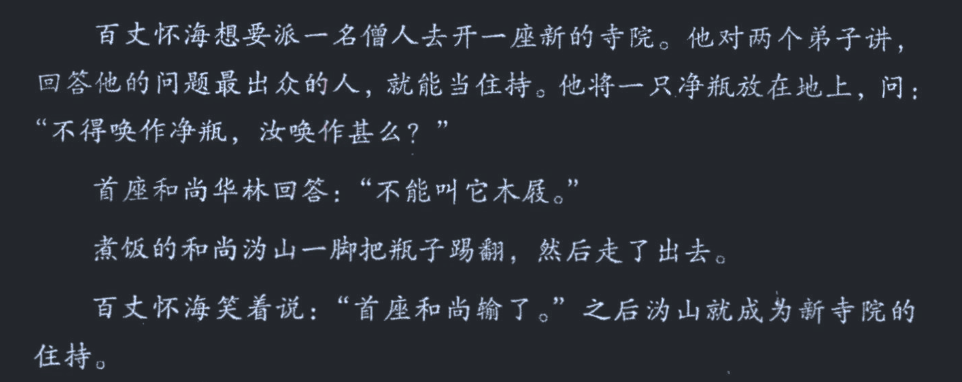 百丈怀海想要派一名僧人去开一座新的寺院。他对两个弟子讲，
回答他的问题最出众的人，就能当住持。他将一只净瓶放在地上，问：
“不得唤作净瓶，汝唤作甚么？”
首座和尚华林回答：“不能叫它木屐。”
煮饭的和尚沩山一脚把瓶子踢翻，然后走了出去。
百丈怀海笑着说：“首座和尚输了。”之后沩山就成为新寺院的
住持。